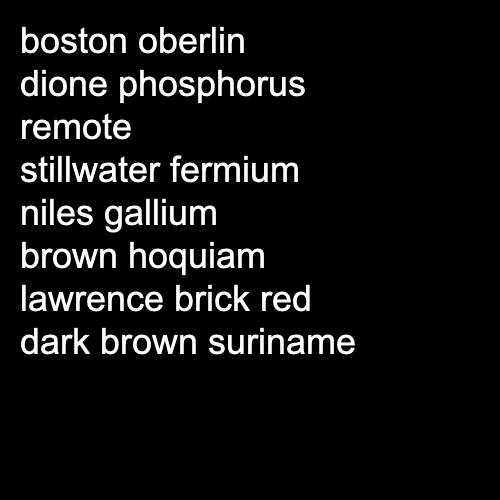 boston oberlin
dione phosphorus
remote
stillwater fermium
niles gallium
brown hoquiam
lawrence brick red
dark brown suriname